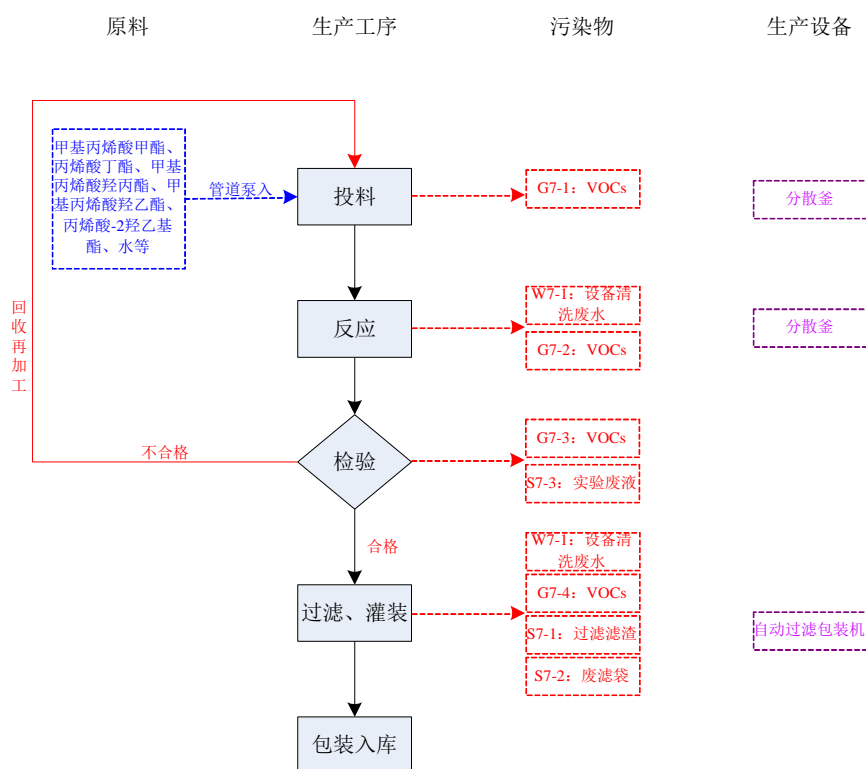 原料
生产工序
污染物
生产设备
甲基丙烯酸甲酯、
丙烯酸丁酯、甲基
丙烯酸羟丙酯、甲
基丙烯酸羟乙酯、
丙烯酸-2羟乙基
酯、水等
管道泵入
投料
G7-1：VOCs
分散釜
回收再加工
反应
W7-1：设备清
洗废水
G7-2：VOCs
分散釜
不合格
检验
G7-3：VOCs
S7-3：实验废液
合格
过滤、灌装
W7-1：设备清
洗废水
G7-4：VOCs
S7-1：过滤滤渣
S7-2：废滤袋
自动过滤包装机
包装入库